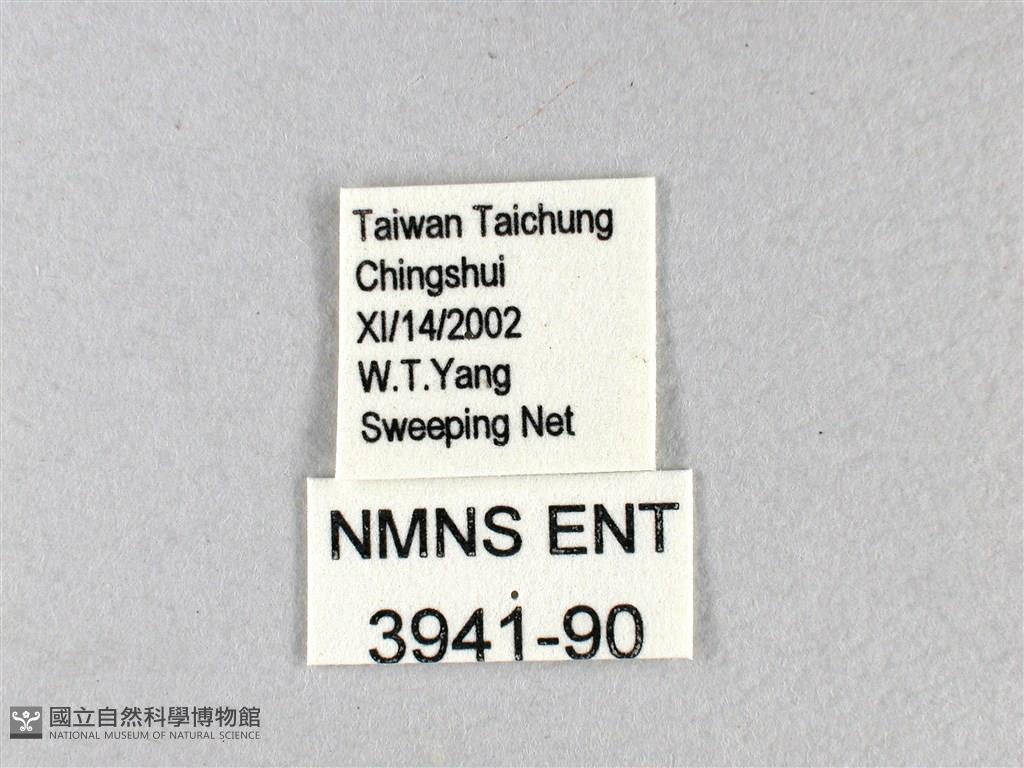 Taiwan Taichung
Chingshui
XI/14/2002
W.T.Yang
Sweeping Net
NMNS ENT
3941-90
國立自然科學博物館
NATIONAL MUSEUM OF NATURAL SCIENCE